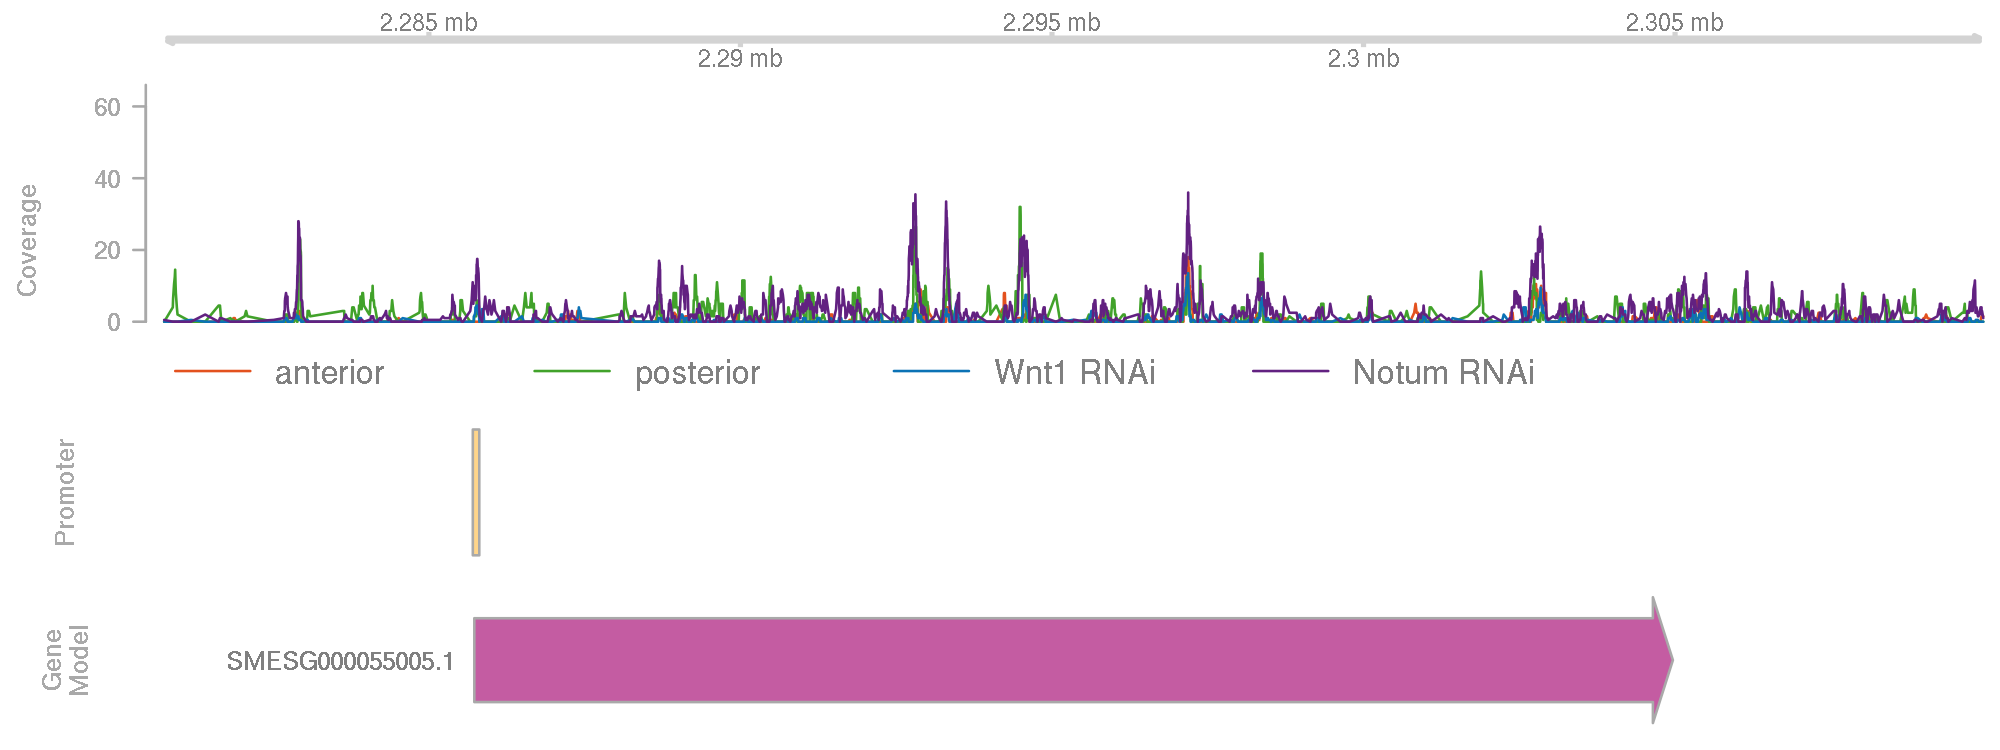 2.285 mb 2.295 mb 2.305 mb
2.29 mb 2.3 mb
Coverage
60
40
20
0
anterior posterior Wnt1 RNAi Notum RNAi
Promoter
Gene
Model
SMESG000055005.1